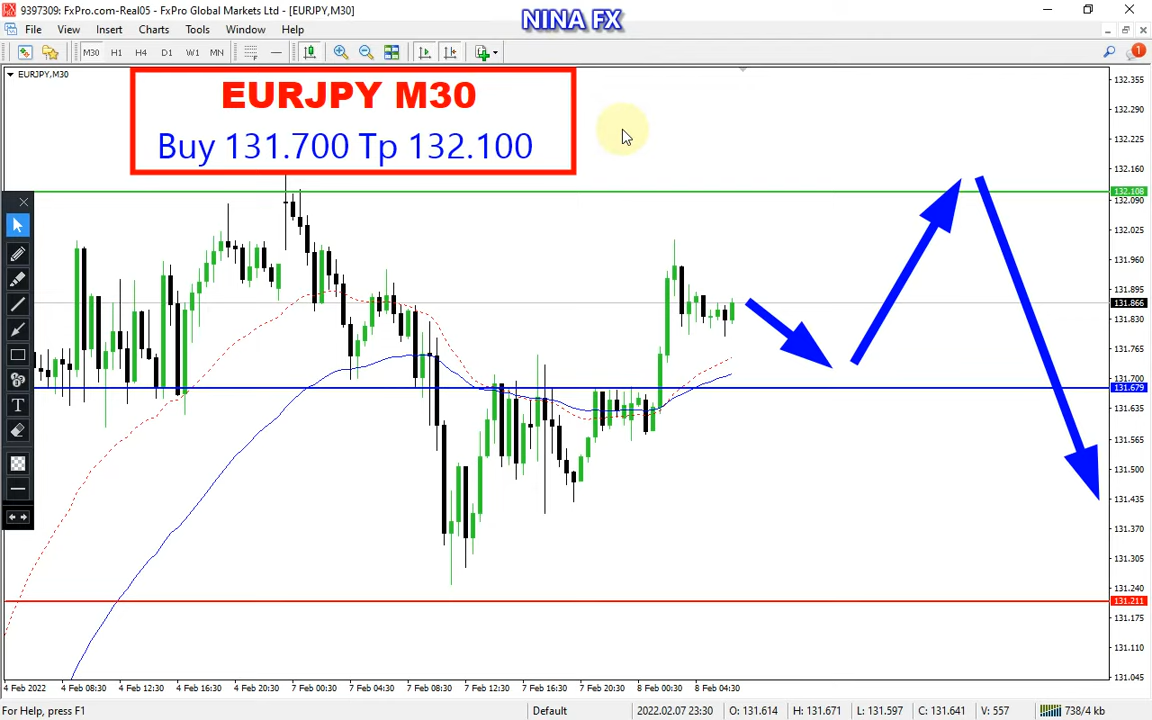 9397309: FxPro.com-Real05 - FxPro Global Markets Ltd - [EURJPY,M30]
NINA FX
File View Insert Charts Tools Window Help
M30 H1 H4 D1 W1 MN
1
EURJPY,M30
EURJPY M30
Buy 131.700 Tp 132.100
132.355
132.290
132.225
132.160
132.108
132.090
132.025
131.960
131.895
131.866
131.830
131.765
131.700
131.679
131.635
131.565
131.500
131.435
131.370
131.305
131.240
131.211
131.175
131.110
131.045
T
4 Feb 2022 4 Feb 08:30 4 Feb 12:30 4 Feb 16:30 4 Feb 20:30 7 Feb 00:30 7 Feb 04:30 7 Feb 08:30 7 Feb 12:30 7 Feb 16:30 7 Feb 20:30 8 Feb 00:30 8 Feb 04:30
For Help, press F1 Default 2022.02.07 23:30 O: 131.614 H: 131.671 L: 131.597 C: 131.641 V: 557 738/4 kb